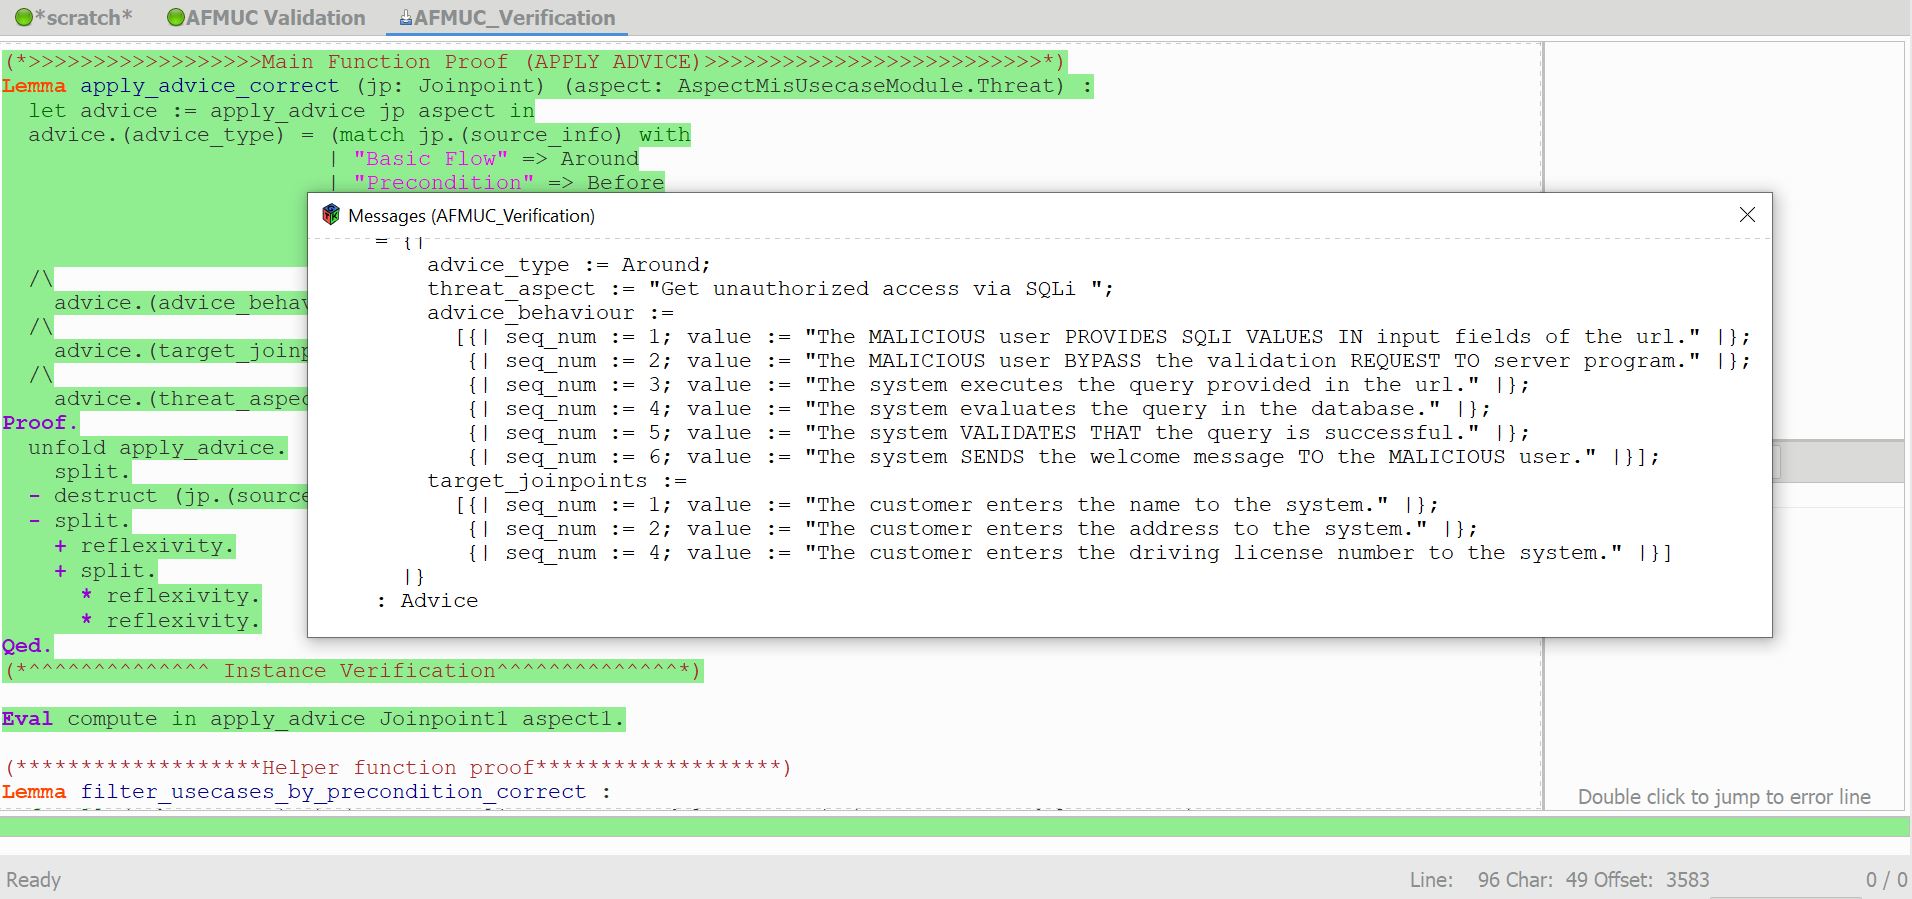 *scratch* AFMUC Validation AFMUC_Verification
(*>>>>>>>>>>>>>>>>>>Main Function Proof (APPLY ADVICE)>>>>>>>>>>>>>>>>>>>>>>>>>>*)
Lemma apply_advice_correct (jp: Joinpoint) (aspect: AspectMisUsecaseModule.Threat) :
let advice := apply_advice jp aspect in
advice.(advice_type) = (match jp.(source_info) with
| "Basic Flow" => Around
| "Precondition" => Before
/\
advice.(advice_behav
/\
advice.(target_joinp
/\
advice.(threat_aspec
Proof.
unfold apply_advice.
split.
- destruct (jp.(source
- split.
+ reflexivity.
+ split.
* reflexivity.
* reflexivity.
Qed.
(*^^^^^^^^^^^^^^ Instance Verification^^^^^^^^^^^^^^*)
Eval compute in apply_advice Joinpoint1 aspect1.
(*******************Helper function proof*******************)
Lemma filter_usecases_by_precondition_correct :
Messages (AFMUC_Verification)
= {|
advice_type := Around;
threat_aspect := "Get unauthorized access via SQLi ";
advice_behaviour :=
[{| seq_num := 1; value := "The MALICIOUS user PROVIDES SQLI VALUES IN input fields of the url." |};
{| seq_num := 2; value := "The MALICIOUS user BYPASS the validation REQUEST TO server program." |};
{| seq_num := 3; value := "The system executes the query provided in the url." |};
{| seq_num := 4; value := "The system evaluates the query in the database." |};
{| seq_num := 5; value := "The system VALIDATES THAT the query is successful." |};
{| seq_num := 6; value := "The system SENDS the welcome message TO the MALICIOUS user." |}];
target_joinpoints :=
[{| seq_num := 1; value := "The customer enters the name to the system." |};
{| seq_num := 2; value := "The customer enters the address to the system." |};
{| seq_num := 4; value := "The customer enters the driving license number to the system." |}]
|}
: Advice
Double click to jump to error line
Ready Line: 96 Char: 49 Offset: 3583 0 / 0